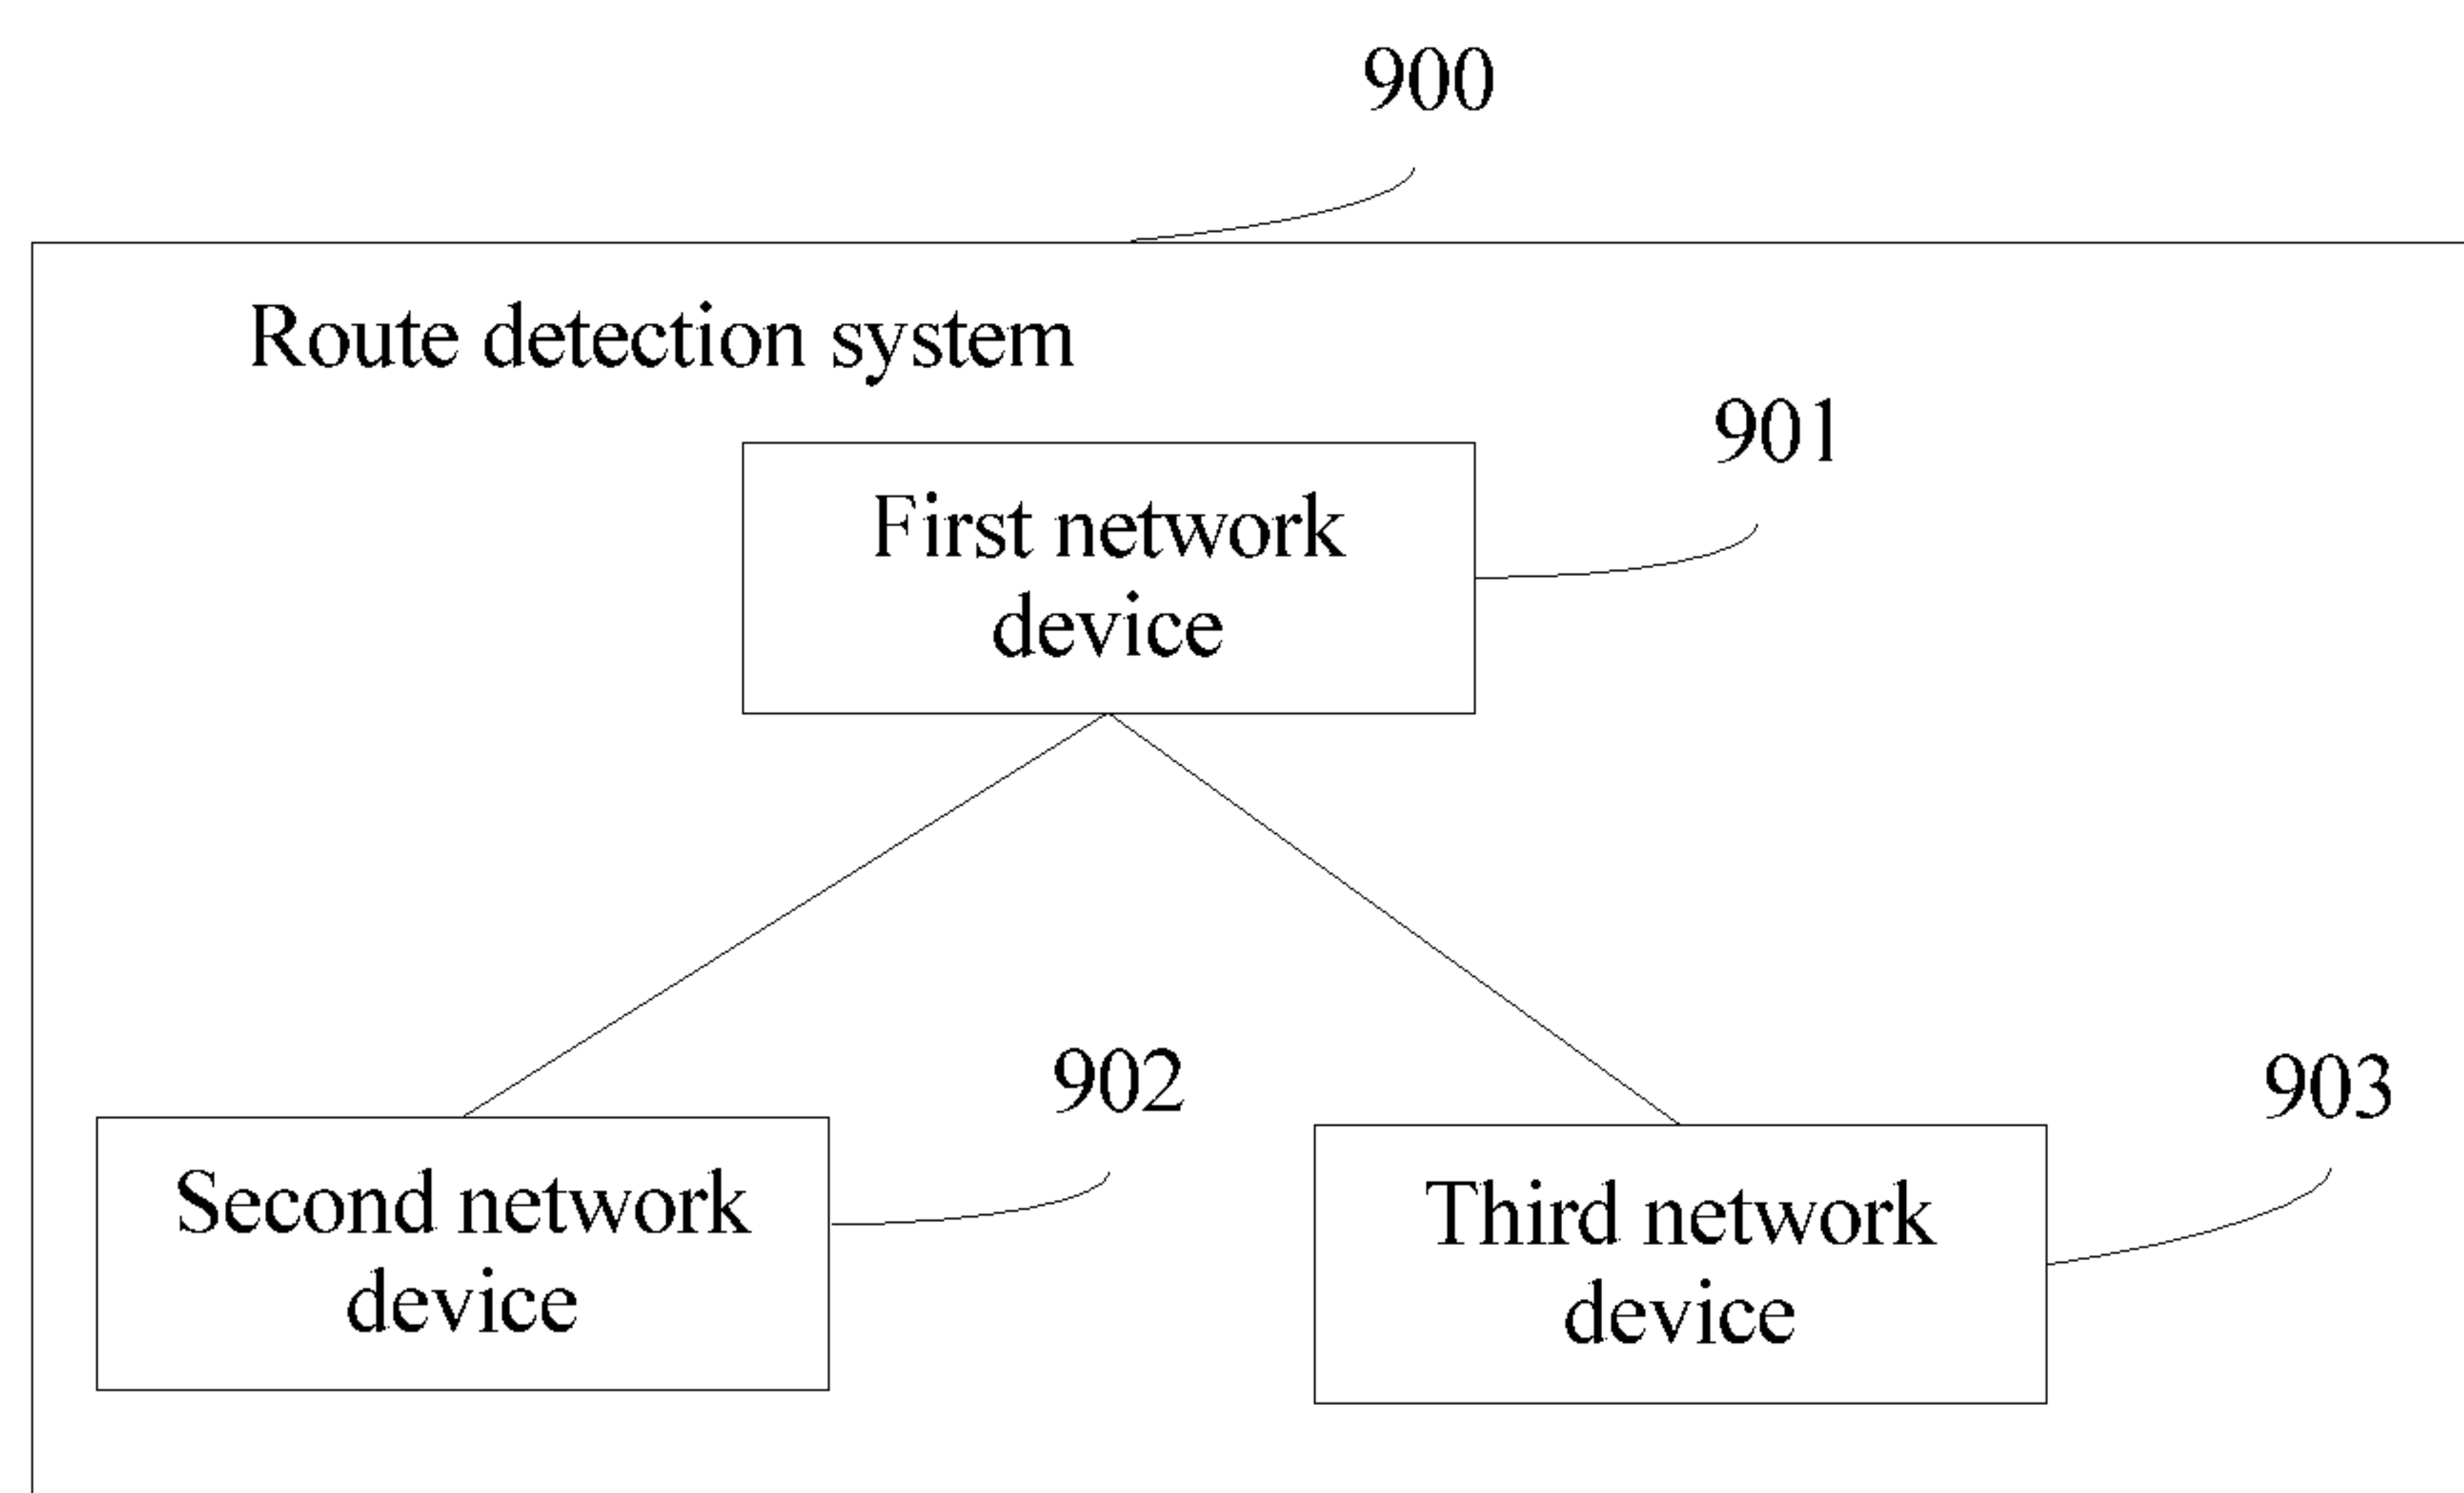 900
Route detection system
901
First network
device
902
903
Second network
device
Third network
device